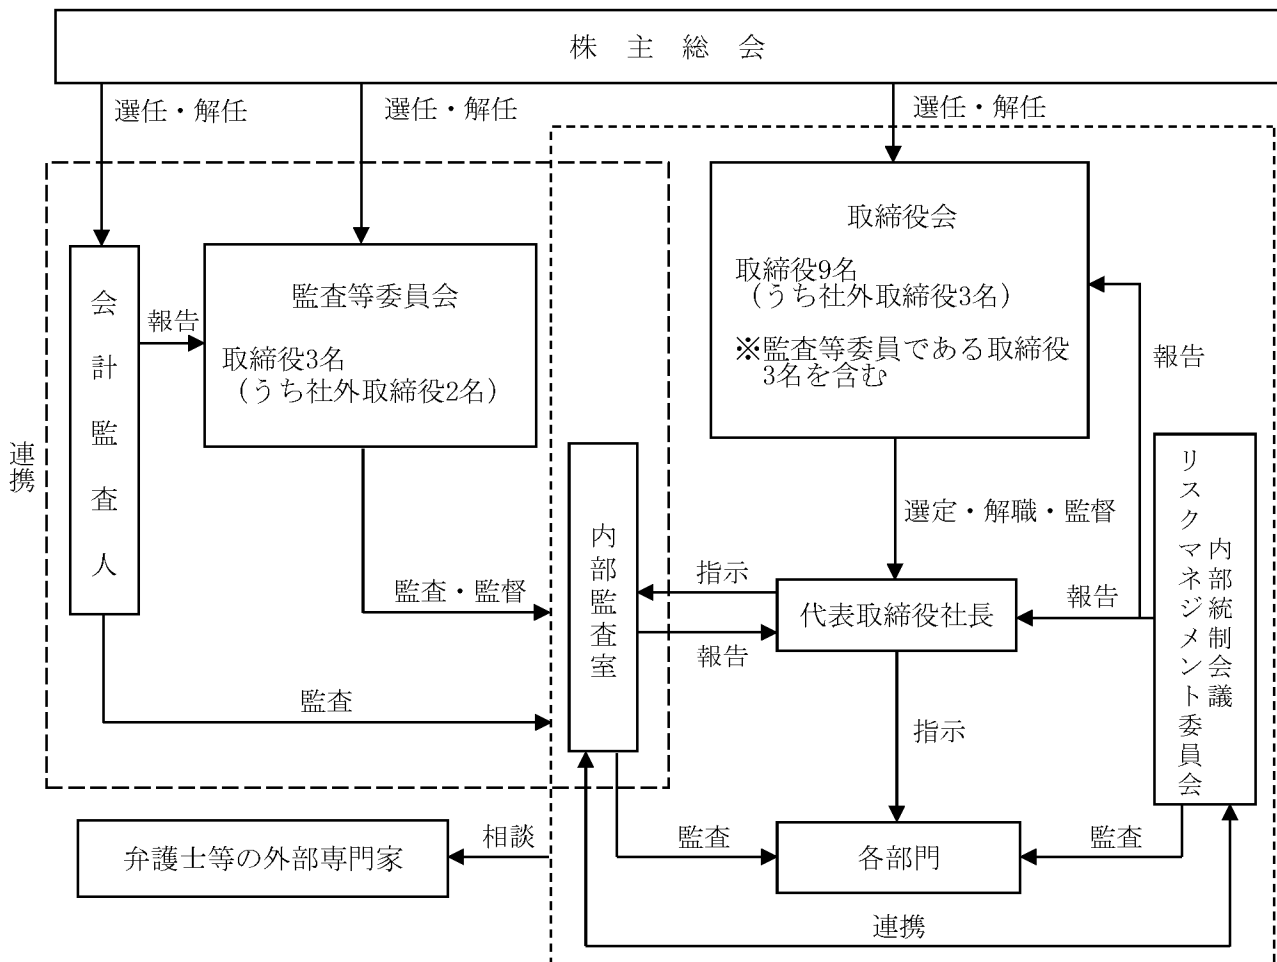 株 主 総 会
選任・解任
選任・解任
選任・解任
取締役会
取締役9名
（うち社外取締役3名）
※監査等委員である取締役
3名を含む
会計監査人
報告
監査等委員会
取締役3名
（うち社外取締役2名）
報告
連携
選定・解職・監督
内部監査室
監査・監督
指示
報告
代表取締役社長
報告
内部統制会議
リスクマネジメント委員会
監査
指示
弁護士等の外部専門家
相談
監査
各部門
監査
連携